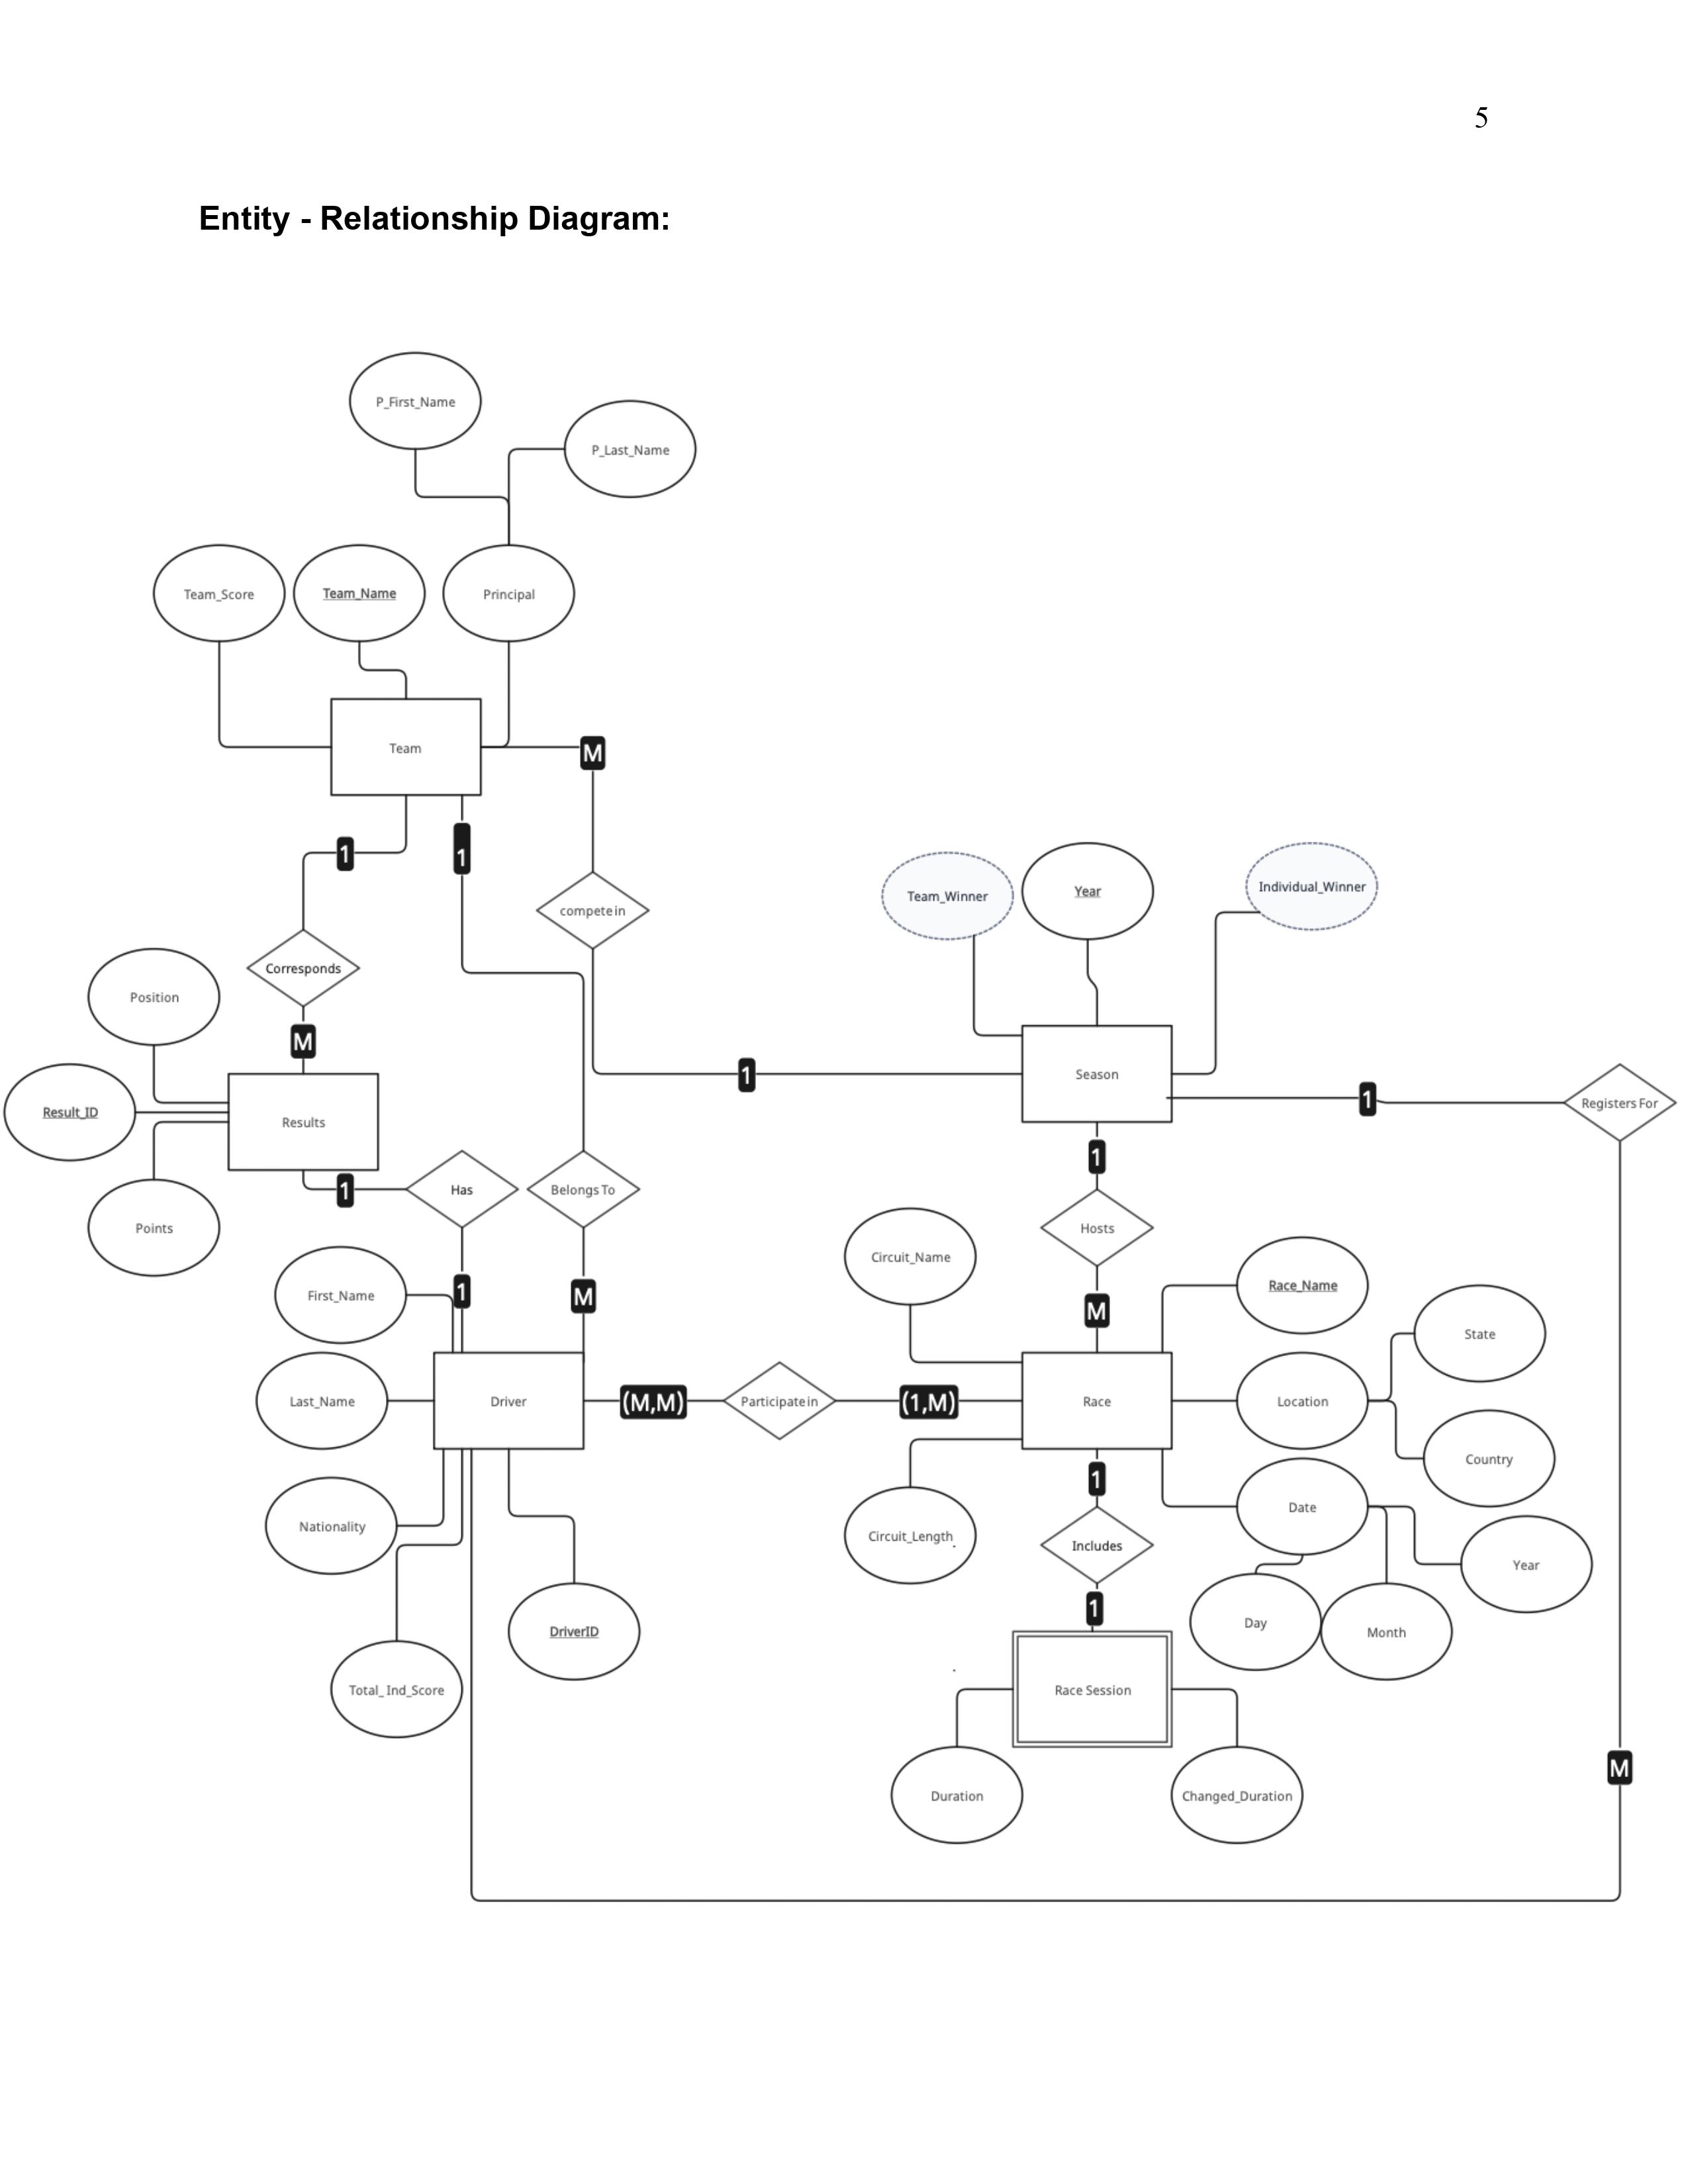 5
Entity - Relationship Diagram:
P_First_Name
P_Last_Name
Team_Score
Team_Name
Principal
Team
M
1
1
compete in
Team_Winner
Year
Individual_Winner
Corresponds
Position
M
1
Season
1
Registers For
Result_ID
Results
1
Points
1
Has
Belongs To
Hosts
Circuit_Name
First_Name
1
M
M
Race_Name
State
Last_Name
Driver
(M,M)
Participate in
(1,M)
Race
Location
Country
1
Nationality
Circuit_Length
Includes
Date
Year
1
Day
Month
DriverID
Total_ Ind_Score
Race Session
M
Duration
Changed_Duration